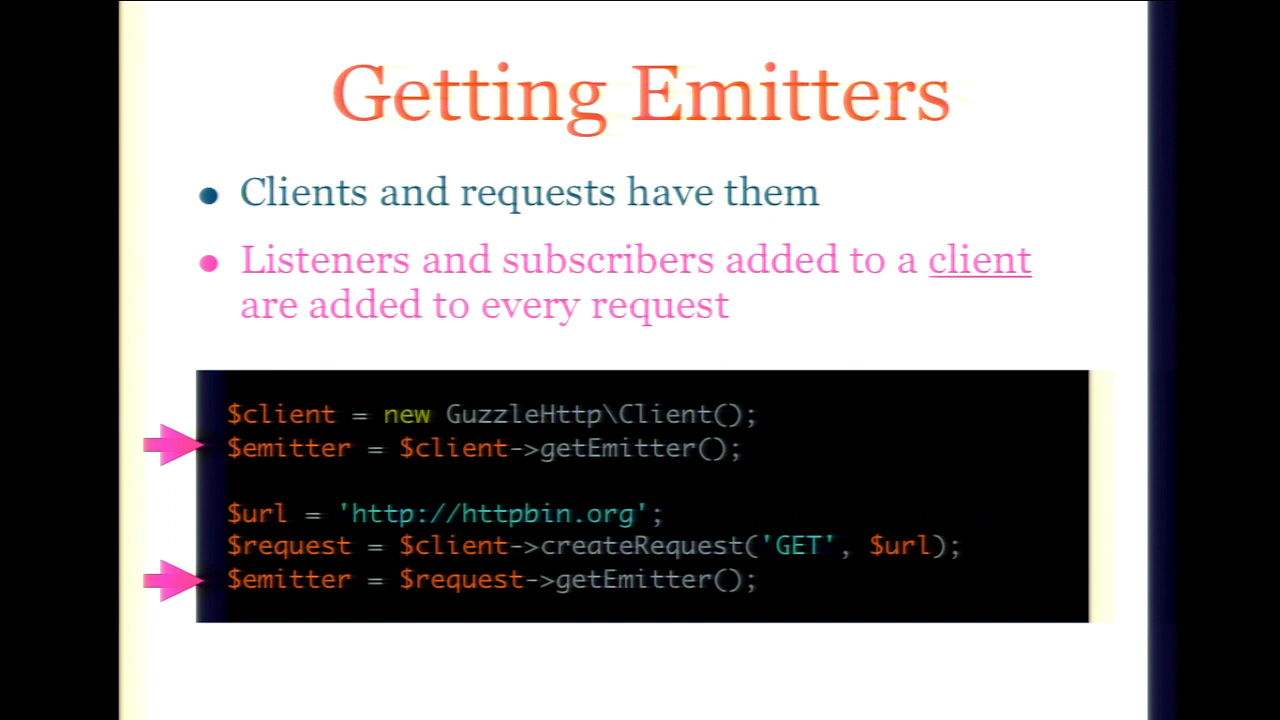 Getting Emitters
• Clients and requests have them
• Listeners and subscribers added to a client
are added to every request
$client = new GuzzleHttp\Client();
$emitter = $client->getEmitter();
$url = 'http://httpbin.org';
$request = $client->createRequest('GET', $url);
$emitter = $request->getEmitter();